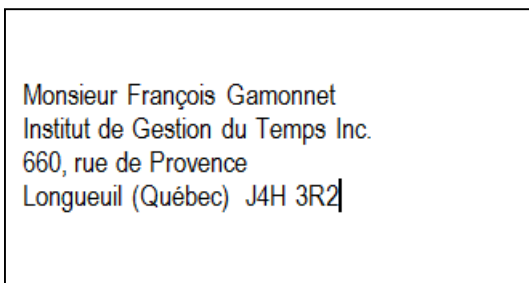 Monsieur François Gamonnet
Institut de Gestion du Temps Inc.
660, rue de Provence
Longueuil (Québec)  J4H 3R2